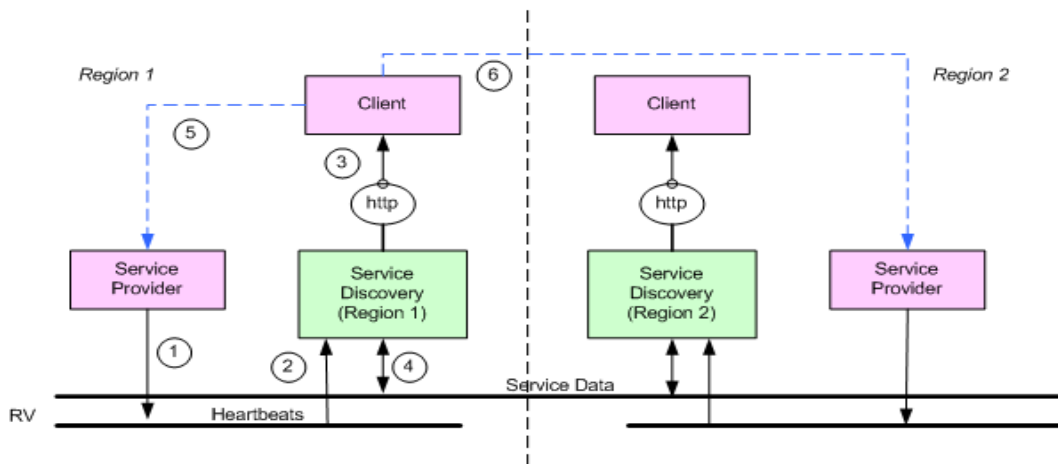 6
Region 1
Region 2
Client
Client
5
3
http
http
Service
Provider
Service
Discovery
(Region 1)
Service
Discovery
(Region 2)
Service
Provider
1
2
4
Service Data
RV
Heartbeats